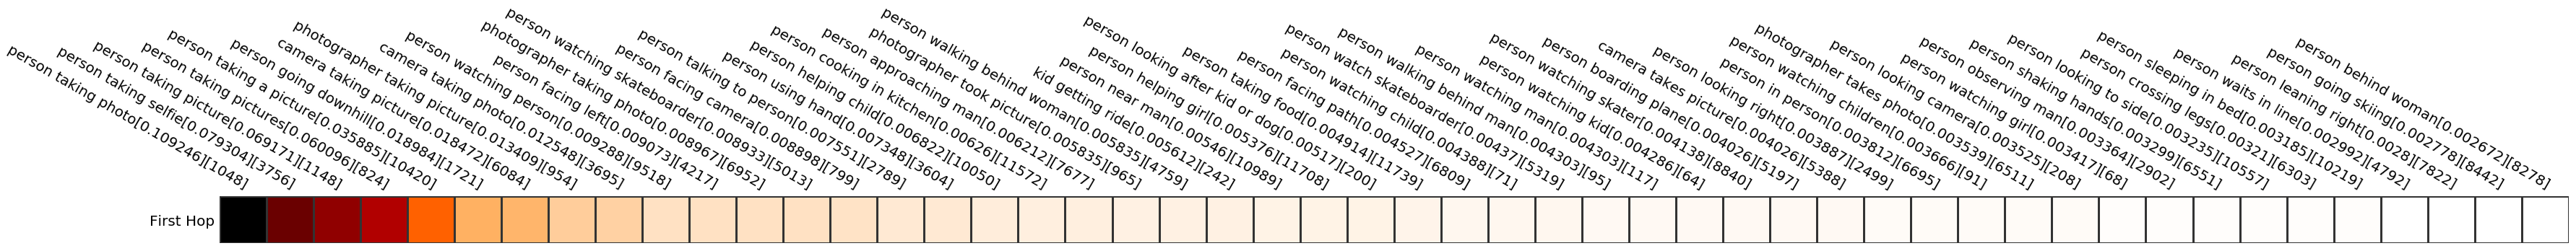 person taking photo[0.109246][1048]
person taking selfie[0.079304][3756]
person taking picture[0.069171][1148]
person taking pictures[0.060096][824]
person taking a picture[0.035885][10420]
person going downhill[0.018984][1721]
camera taking picture[0.018472][6084]
photographer taking picture[0.013409][954]
camera taking photo[0.012548][3695]
person watching person[0.009288][9518]
person facing left[0.009073][4217]
photographer taking photo[0.008967][6952]
person watching skateboarder[0.008933][5013]
person facing camera[0.008898][799]
person talking to person[0.007551][2789]
person using hand[0.007348][3604]
person helping child[0.006822][10050]
person cooking in kitchen[0.00626][11572]
person approaching man[0.006212][7677]
photographer took picture[0.005835][965]
person walking behind woman[0.005835][4759]
kid getting ride[0.005612][242]
person near man[0.00546][10989]
person helping girl[0.005376][11708]
person looking after kid or dog[0.00517][200]
person taking food[0.004914][11739]
person facing path[0.004527][6809]
person watching child[0.004388][71]
person watch skateboarder[0.00437][5319]
person walking behind man[0.004303][95]
person watching man[0.004303][117]
person watching kid[0.004286][64]
person watching skater[0.004138][8840]
person boarding plane[0.004026][5197]
camera takes picture[0.004026][5388]
person looking right[0.003887][2499]
person in person[0.003812][6695]
person watching children[0.003666][91]
photographer takes photo[0.003539][6511]
person looking camera[0.003525][208]
person watching girl[0.003417][68]
person observing man[0.003364][2902]
person shaking hands[0.003299][6551]
person looking to side[0.003235][10557]
person crossing legs[0.00321][6303]
person sleeping in bed[0.003185][10219]
person waits in line[0.002992][4792]
person leaning right[0.0028][7822]
person going skiing[0.002778][8442]
person behind woman[0.002672][8278]
First Hop